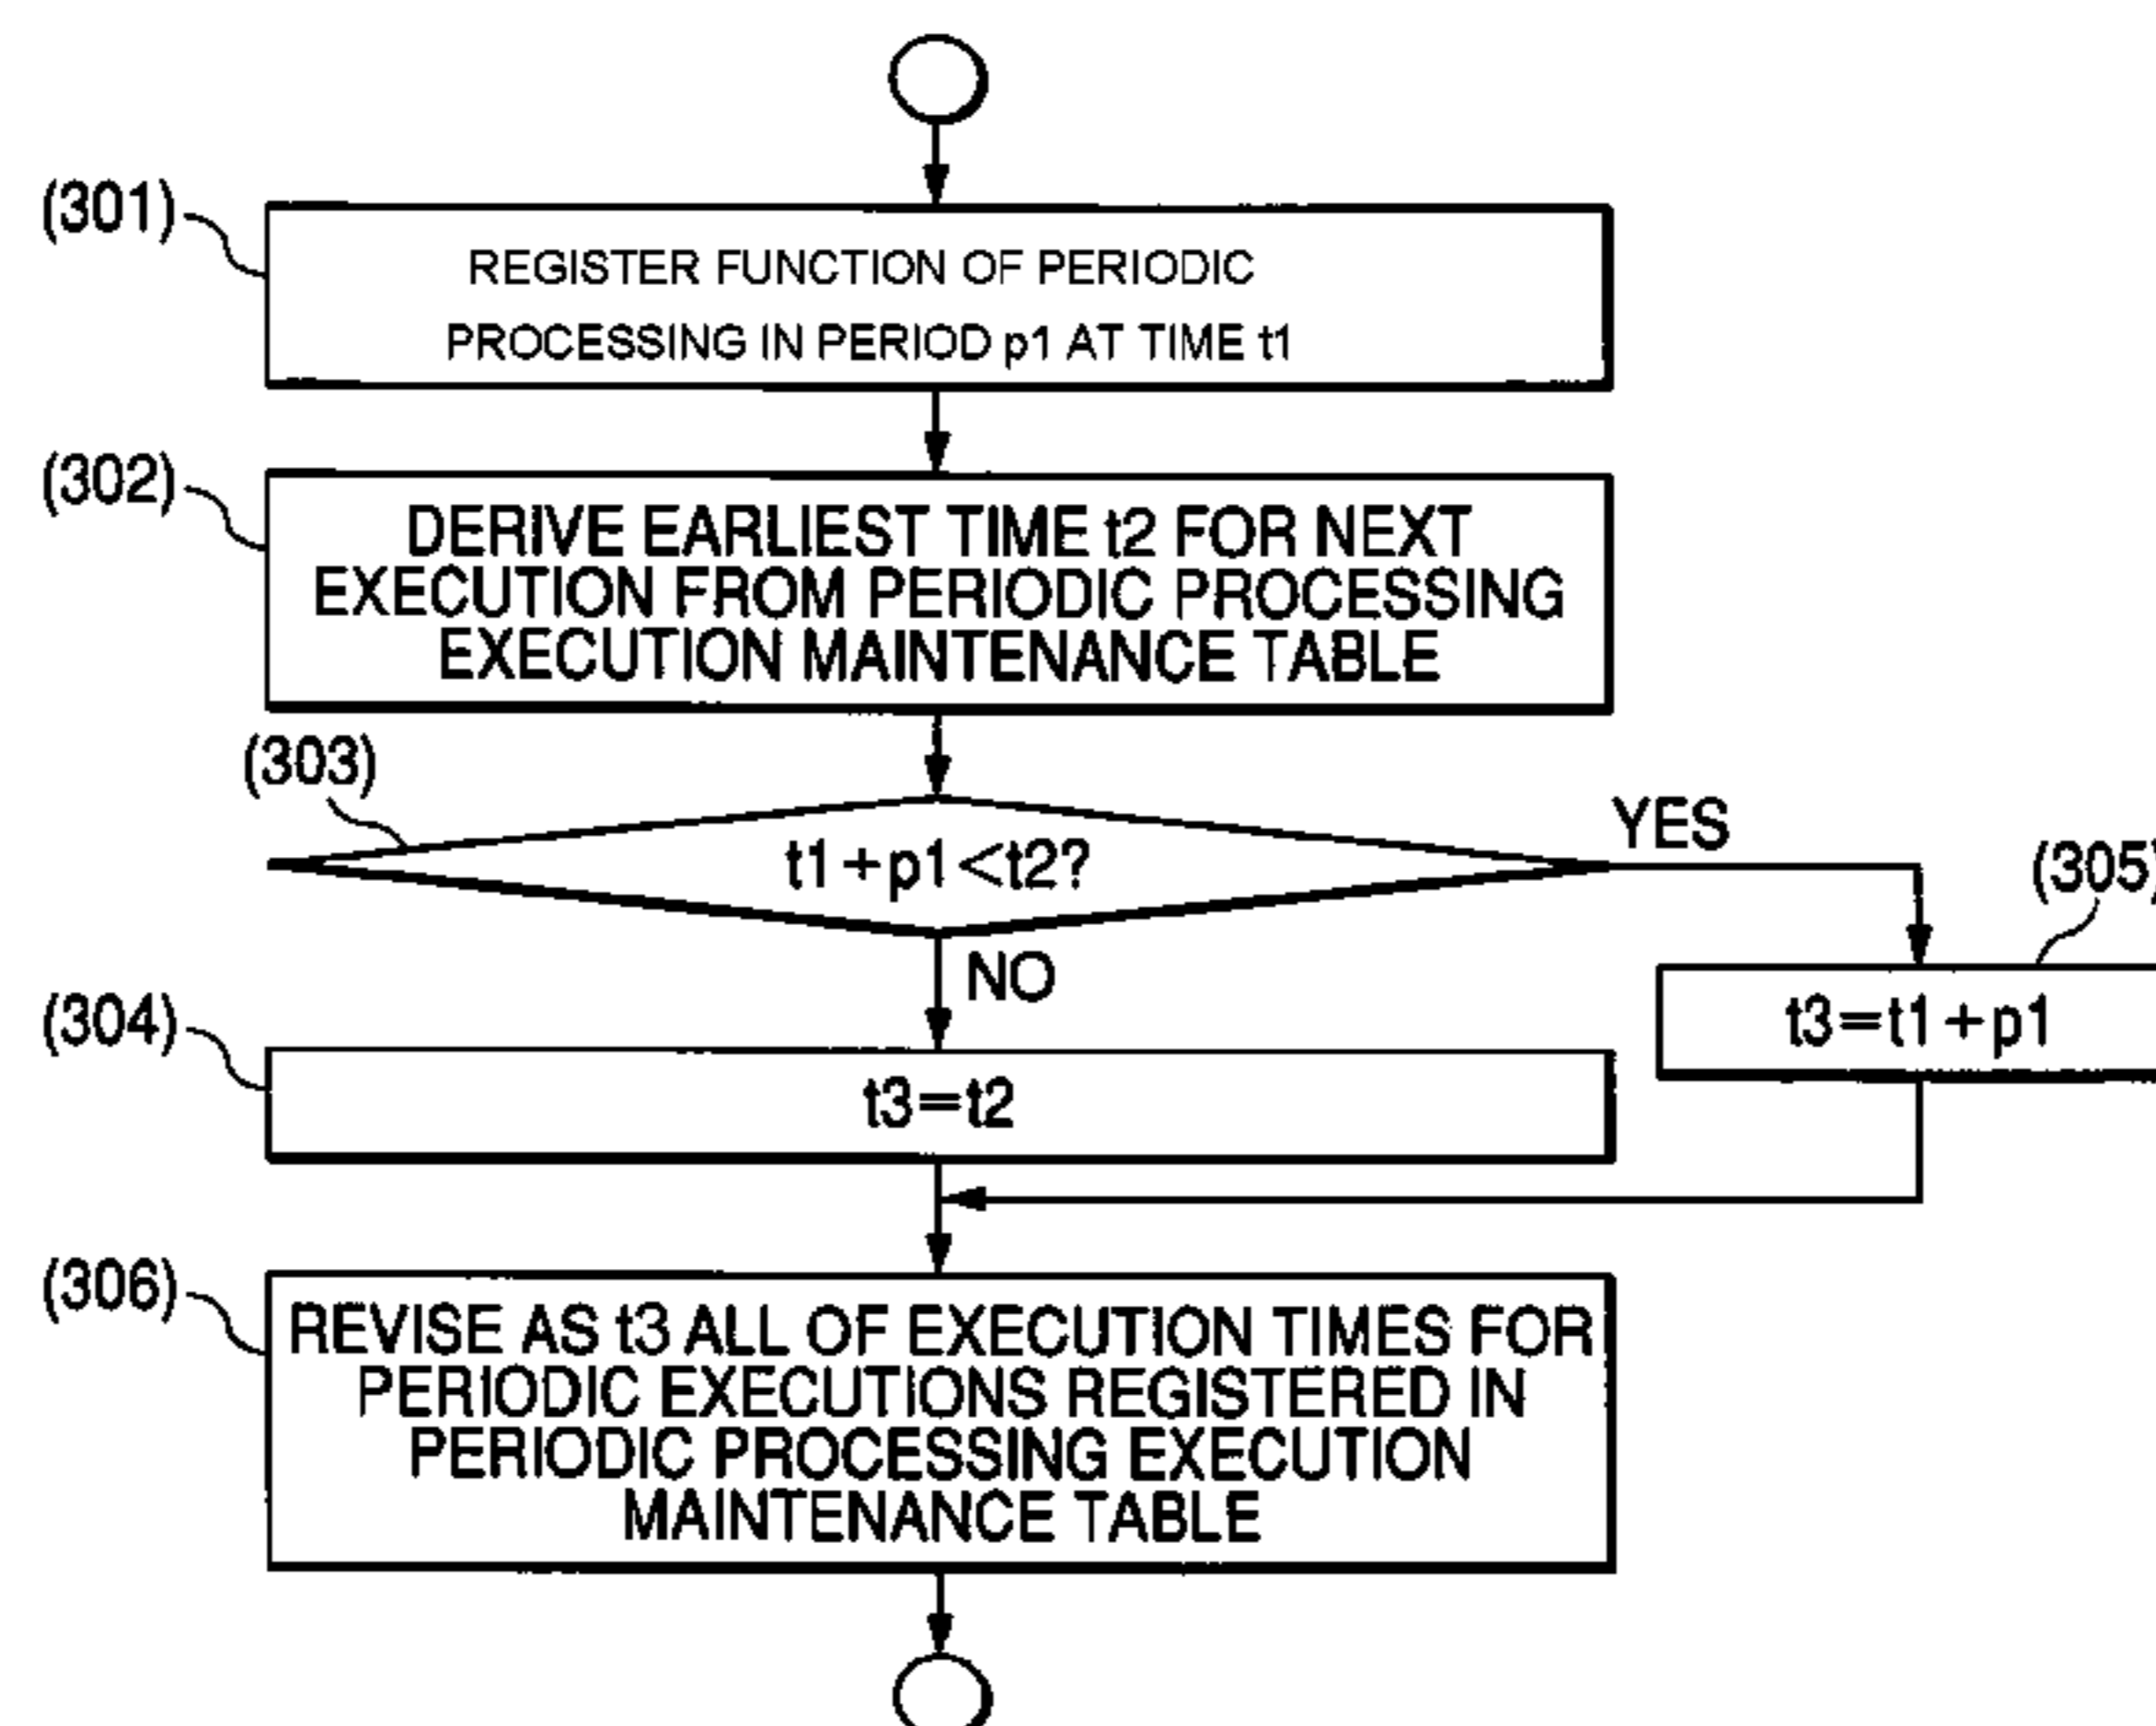 (301)
REGISTER FUNCTION OF PERIODIC
PROCESSING IN PERIOD p1 AT TIME t1
(302)
DERIVE EARLIEST TIME t2 FOR NEXT
EXECUTION FROM PERIODIC PROCESSING
EXECUTION MAINTENANCE TABLE
(303)
t1+p1<t2?
YES
(305)
NO
t3=t1+p1
(304)
t3=t2
(306)
REVISE AS t3 ALL OF EXECUTION TIMES FOR
PERIODIC EXECUTIONS REGISTERED IN
PERIODIC PROCESSING EXECUTION
MAINTENANCE TABLE